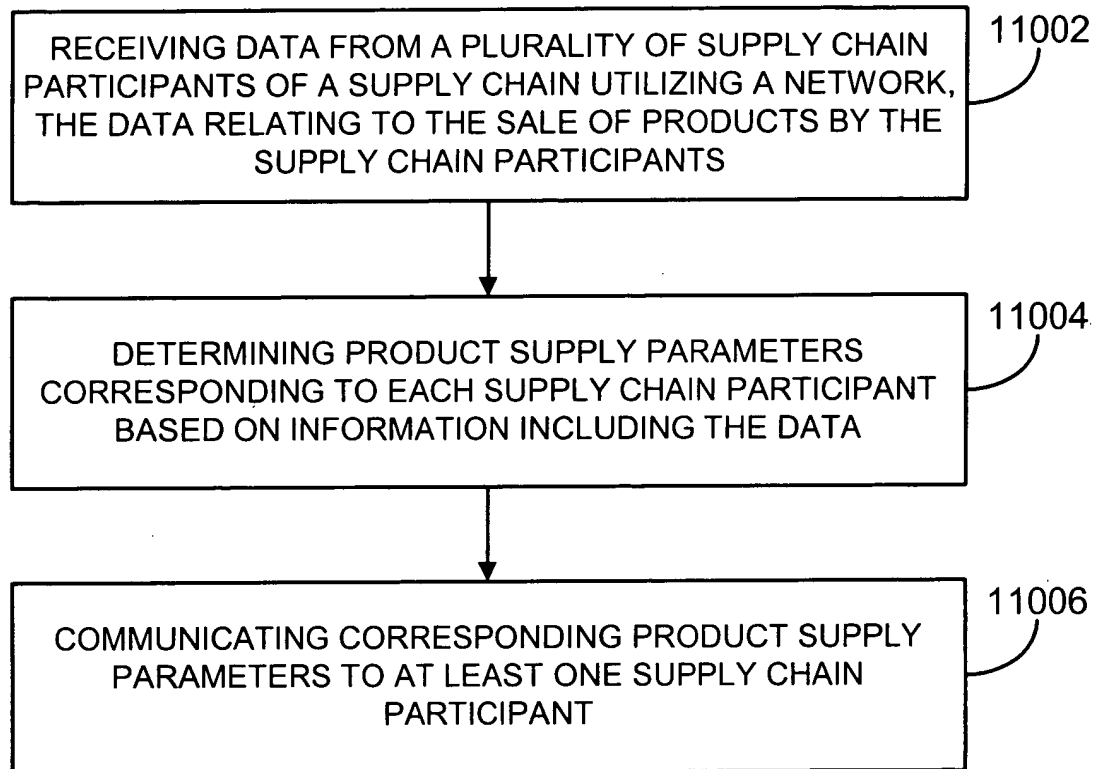 RECEIVING DATA FROM A PLURALITY OF SUPPLY CHAIN
PARTICIPANTS OF A SUPPLY CHAIN UTILIZING A NETWORK,
THE DATA RELATING TO THE SALE OF PRODUCTS BY THE
SUPPLY CHAIN PARTICIPANTS
11002
DETERMINING PRODUCT SUPPLY PARAMETERS
CORRESPONDING TO EACH SUPPLY CHAIN PARTICIPANT
BASED ON INFORMATION INCLUDING THE DATA
11004
COMMUNICATING CORRESPONDING PRODUCT SUPPLY
PARAMETERS TO AT LEAST ONE SUPPLY CHAIN
PARTICIPANT
11006